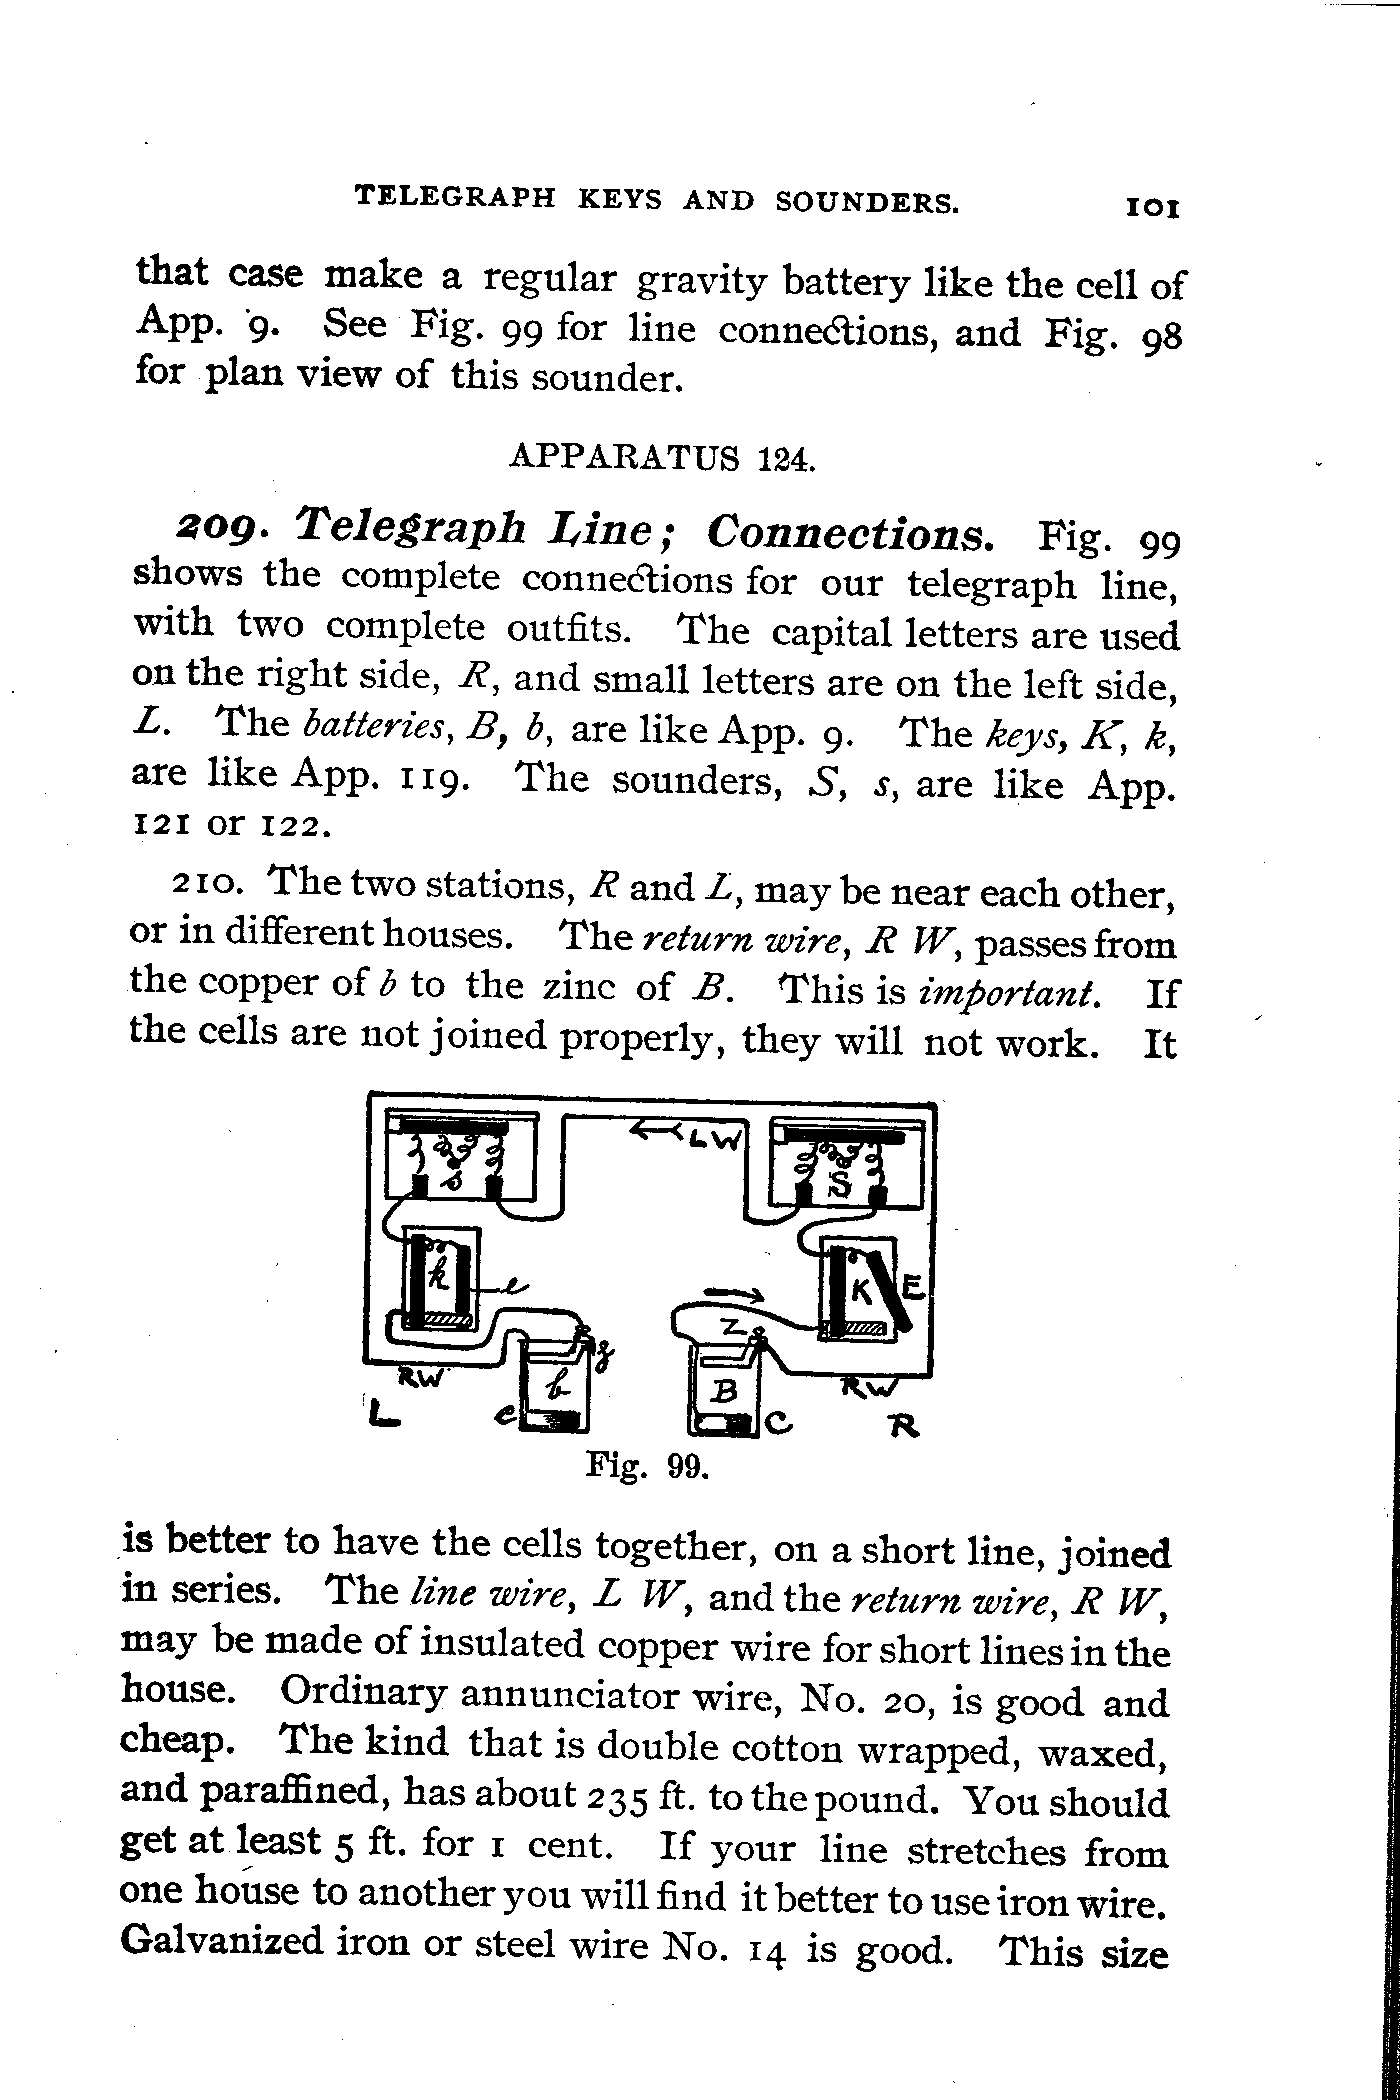 TELEGRAPH KEYS AND SOUNDERS. 101
that case make a regular gravity battery like the cell of
App. 9. See Fig. 99 for line connections, and Fig. 98
for plan view of this sounder.
APPARATUS 124.
209. Telegraph Line; Connections. Fig. 99
shows the complete connections for our telegraph line,
with two complete outfits. The capital letters are used
on the right side, R, and small letters are on the left side,
L. The batteries, B, b, are like App. 9. The keys, K, k,
are like App. 119. The sounders, S, s, are like App.
121 or 122.
210. The two stations, R and L, may be near each other,
or in different houses. The return wire, R W, passes from
the copper of b to the zinc of B. This is important. If
the cells are not joined properly, they will not work. It
LW
s S
k e K E
Z z
b B
RW RW
L c C R
Fig. 99.
is better to have the cells together, on a short line, joined
in series. The line wire, L W, and the return wire, R W,
may be made of insulated copper wire for short lines in the
house. Ordinary annunciator wire, No. 20, is good and
cheap. The kind that is double cotton wrapped, waxed,
and paraffined, has about 235 ft. to the pound. You should
get at least 5 ft. for 1 cent. If your line stretches from
one house to another you will find it better to use iron wire.
Galvanized iron or steel wire No. 14 is good. This size